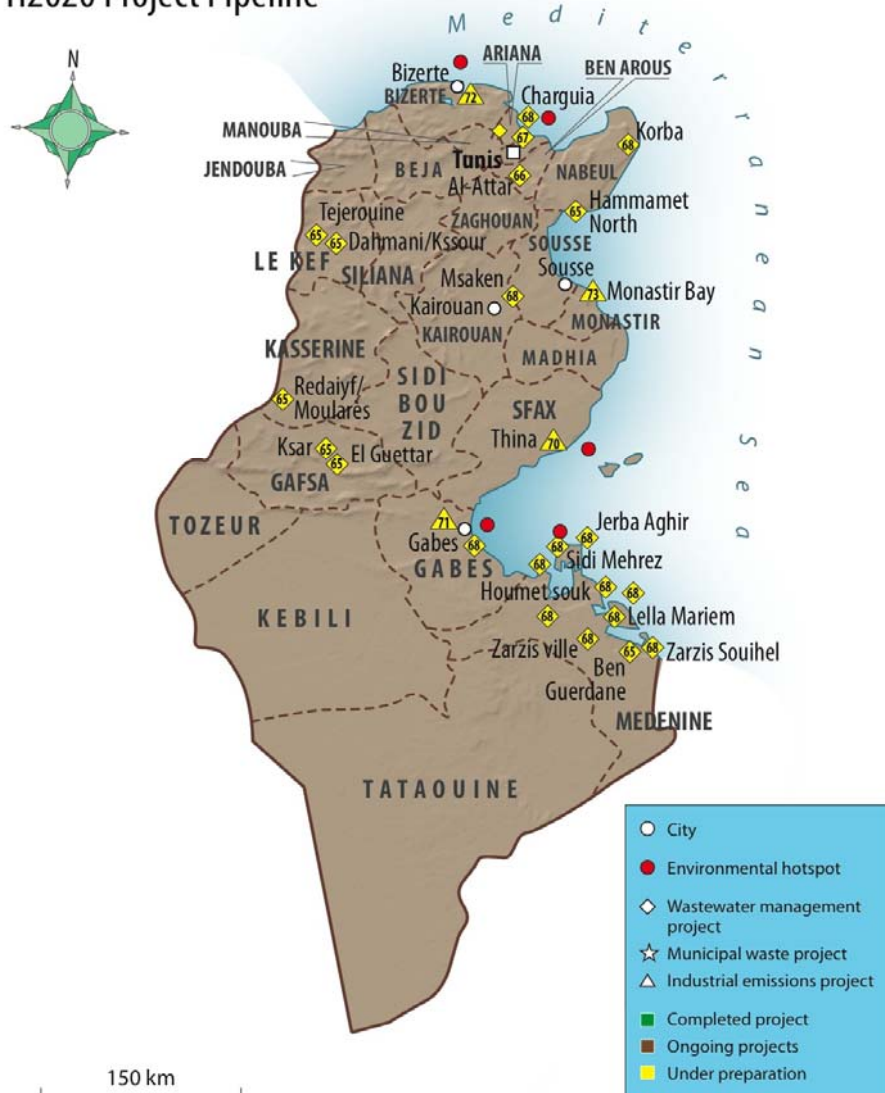 H2020 Project Pipeline
Mediterranean Sea
N
ARIANA
Bizerte
BEN AROUS
BIZERTE
72
Charguia
68
MANOUBA
67
Korba
68
Tunis
JENDOUBA
BEJA
NABEUL
66
Al-Attar
Hammamet
North
65
Tejerouine
ZAGHOUAN
65
65
Dahmani/Kssour
SOUSSE
LE KEF
SILIANA
Msaken
Sousse
68
73
Monastir Bay
Kairouan
MONASTIR
KAIROUAN
KASSERINE
MADHIA
SIDI
BOU
ZID
Redaiyf/
Moulares
65
SFAX
Thina
70
Ksar
65
65
El Guettar
GAFSA
TOZEUR
71
Jerba Aghir
68
Gabes
68
68
Sidi Mehrez
GABES
68
Houmet souk
68
68
KEBILI
68
68
Lella Mariem
Zarzis ville
68
65
68
Zarzis Souihel
Ben
Guerdane
MEDENINE
TATAOUINE
City
Environmental hotspot
Wastewater management
project
Municipal waste project
Industrial emissions project
Completed project
Ongoing projects
Under preparation
150 km